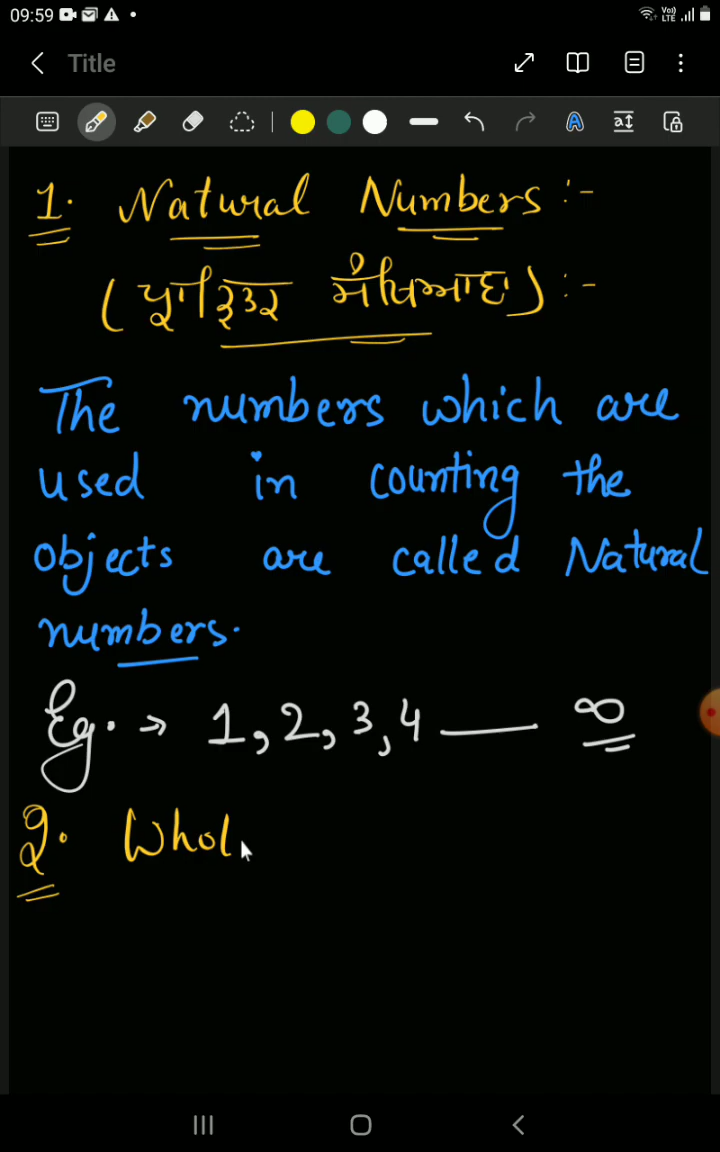 09:59
Title
1. Natural Numbers :-
(ਪ੍ਰਾਕਿਰਤਕ ਸੰਖਿਆਵਾਂ) :-
The numbers which are
used in counting the
objects are called Natural
numbers.
Eg. → 1, 2, 3, 4 —— ∞
2. Whol